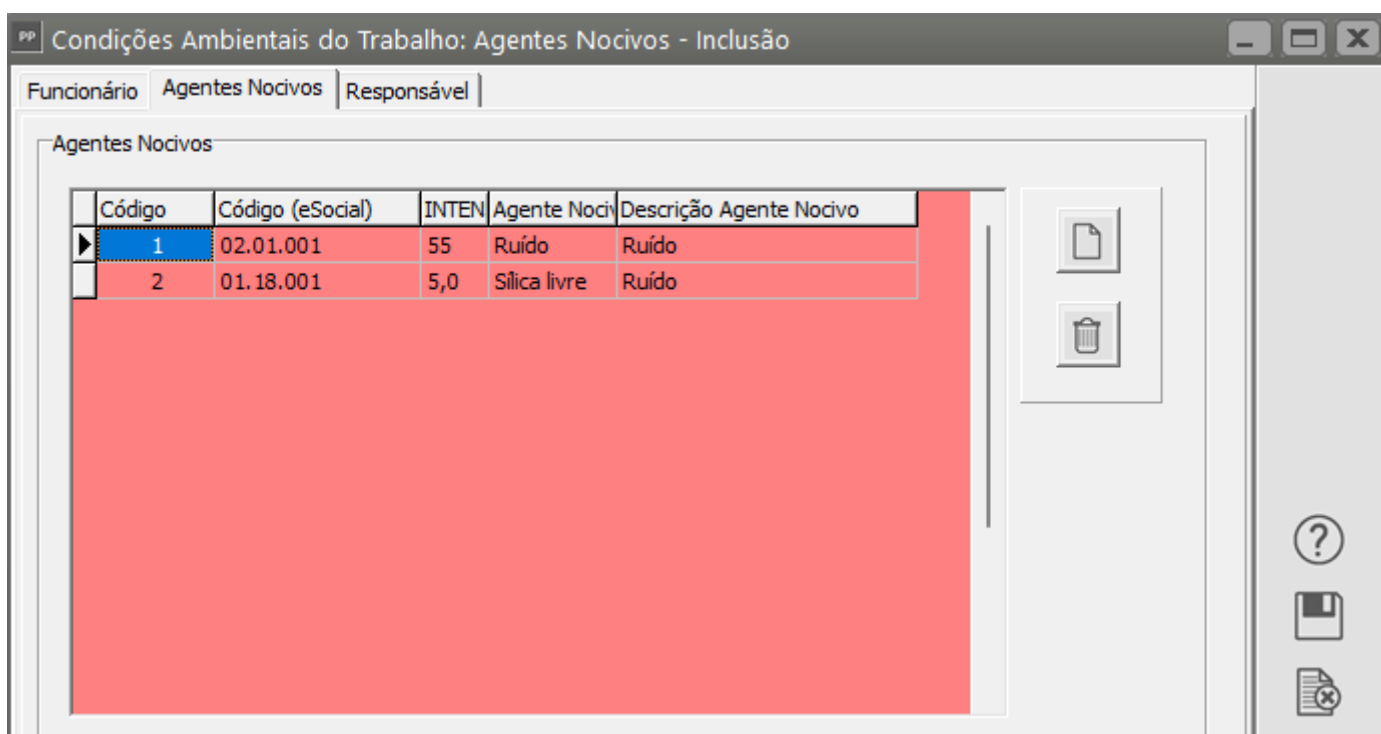 PP Condições Ambientais do Trabalho: Agentes Nocivos - Inclusão
Funcionário Agentes Nocivos Responsável
Agentes Nocivos
Código Código (eSocial) INTEN Agente Noci Descrição Agente Nocivo
1 02.01.001 55 Ruído Ruído
2 01.18.001 5,0 Sílica livre Ruído